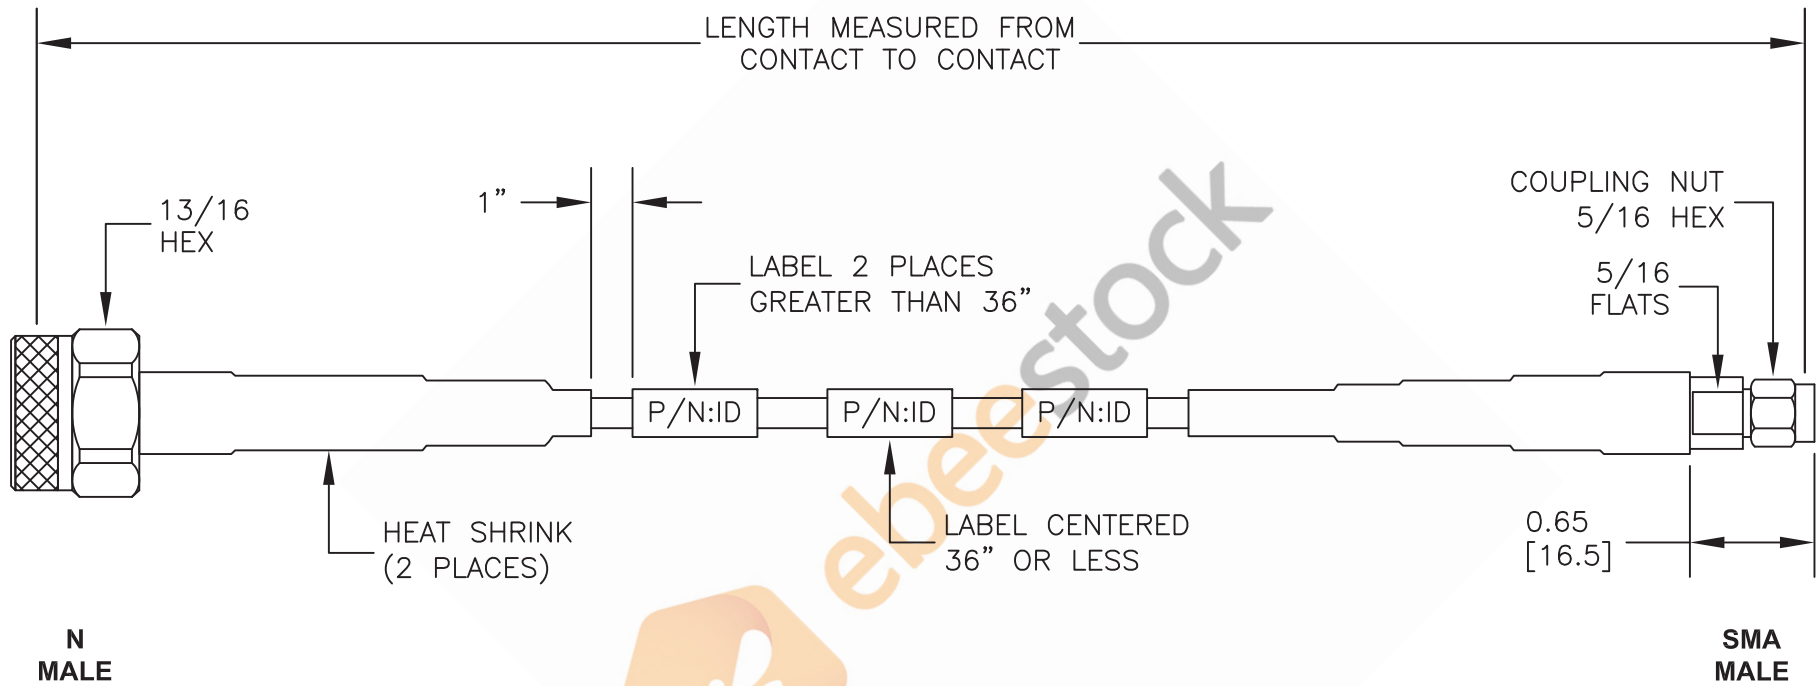 LENGTH MEASURED FROM
CONTACT TO CONTACT
13/16
HEX
1”
COUPLING NUT
5/16 HEX
5/16
FLATS
LABEL 2 PLACES
GREATER THAN 36”
P/N:ID
P/N:ID
P/N:ID
HEAT SHRINK
(2 PLACES)
LABEL CENTERED
36” OR LESS
0.65
[16.5]
N
MALE
SMA
MALE
ebeestock